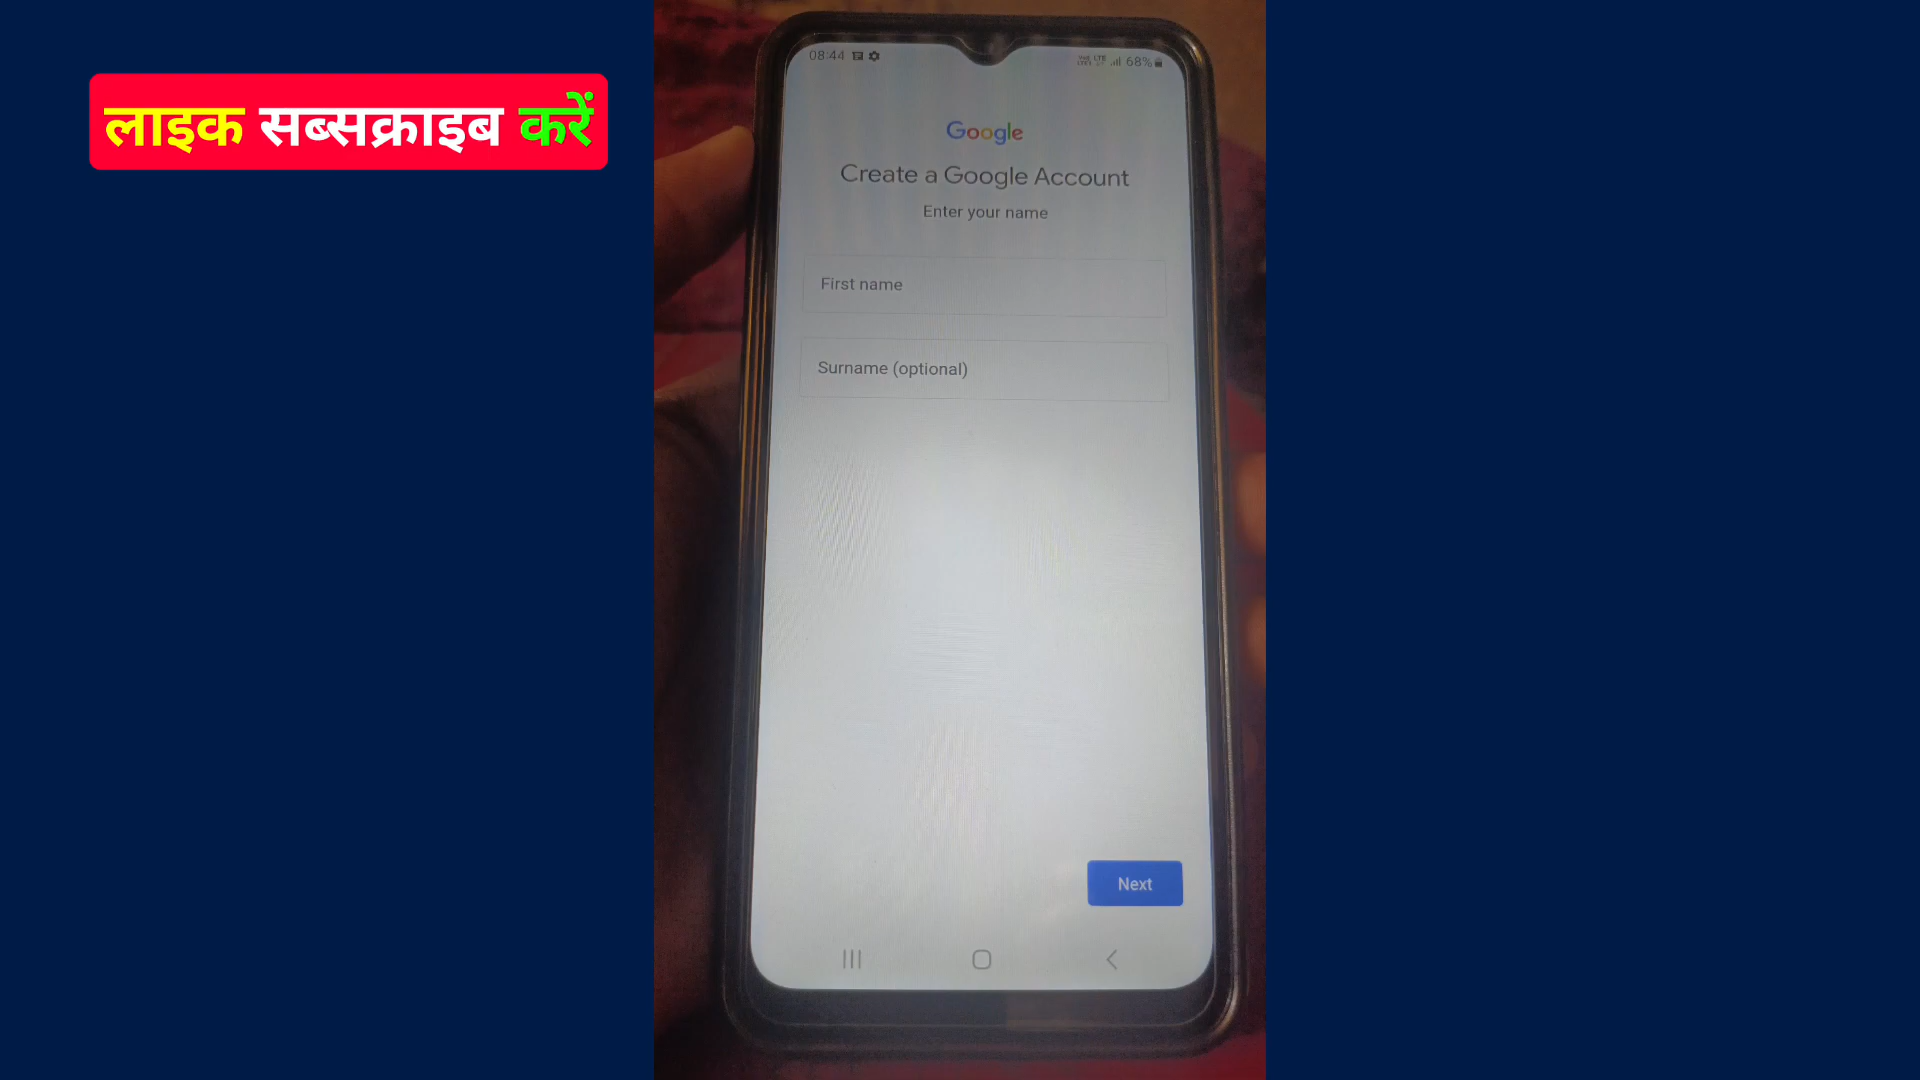 लाइक सब्सक्राइब करें
08:44
68%
Google
Create a Google Account
Enter your name
First name
Surname (optional)
Next